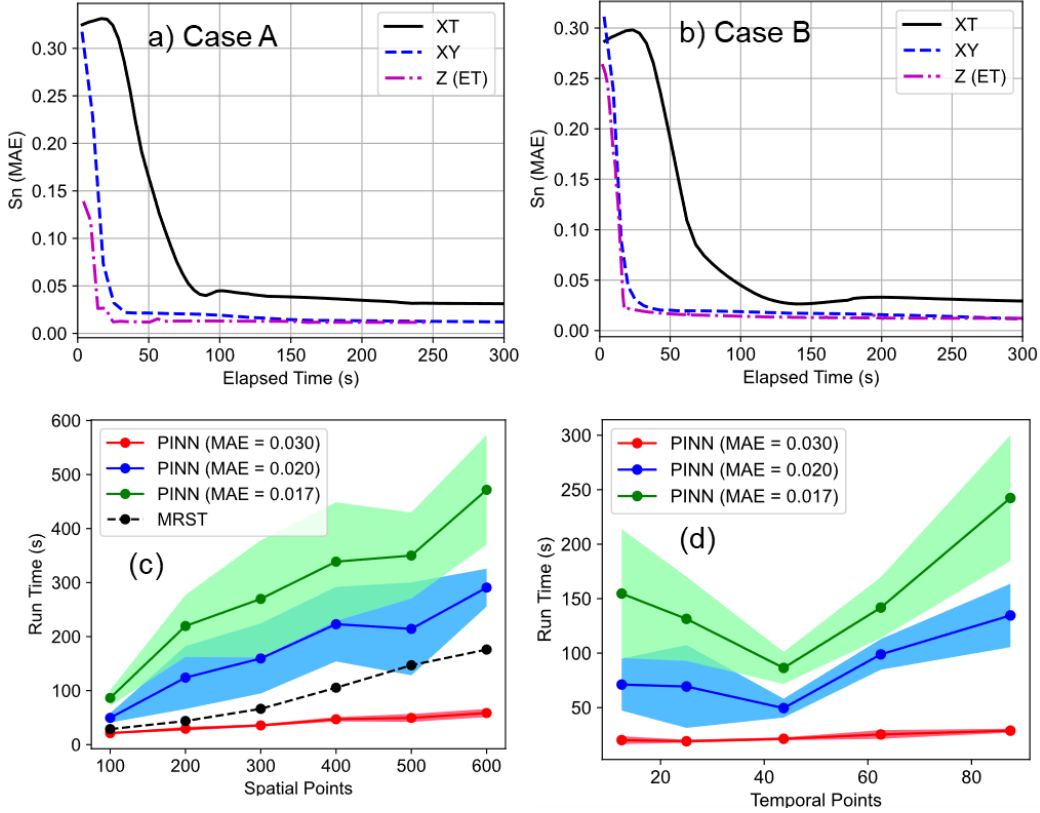 a) Case A
XT
XY
Z (ET)
0.30
0.25
0.20
0.15
0.10
0.05
0.00
Sn (MAE)
0
50
100
150
200
250
300
Elapsed Time (s)
b) Case B
XT
XY
Z (ET)
0.30
0.25
0.20
0.15
0.10
0.05
0.00
Sn (MAE)
0
50
100
150
200
250
300
Elapsed Time (s)
PINN (MAE = 0.030)
PINN (MAE = 0.020)
PINN (MAE = 0.017)
MRST
(c)
600
500
400
300
200
100
0
Run Time (s)
100
200
300
400
500
600
Spatial Points
PINN (MAE = 0.030)
PINN (MAE = 0.020)
PINN (MAE = 0.017)
(d)
300
250
200
150
100
50
Run Time (s)
20
40
60
80
Temporal Points